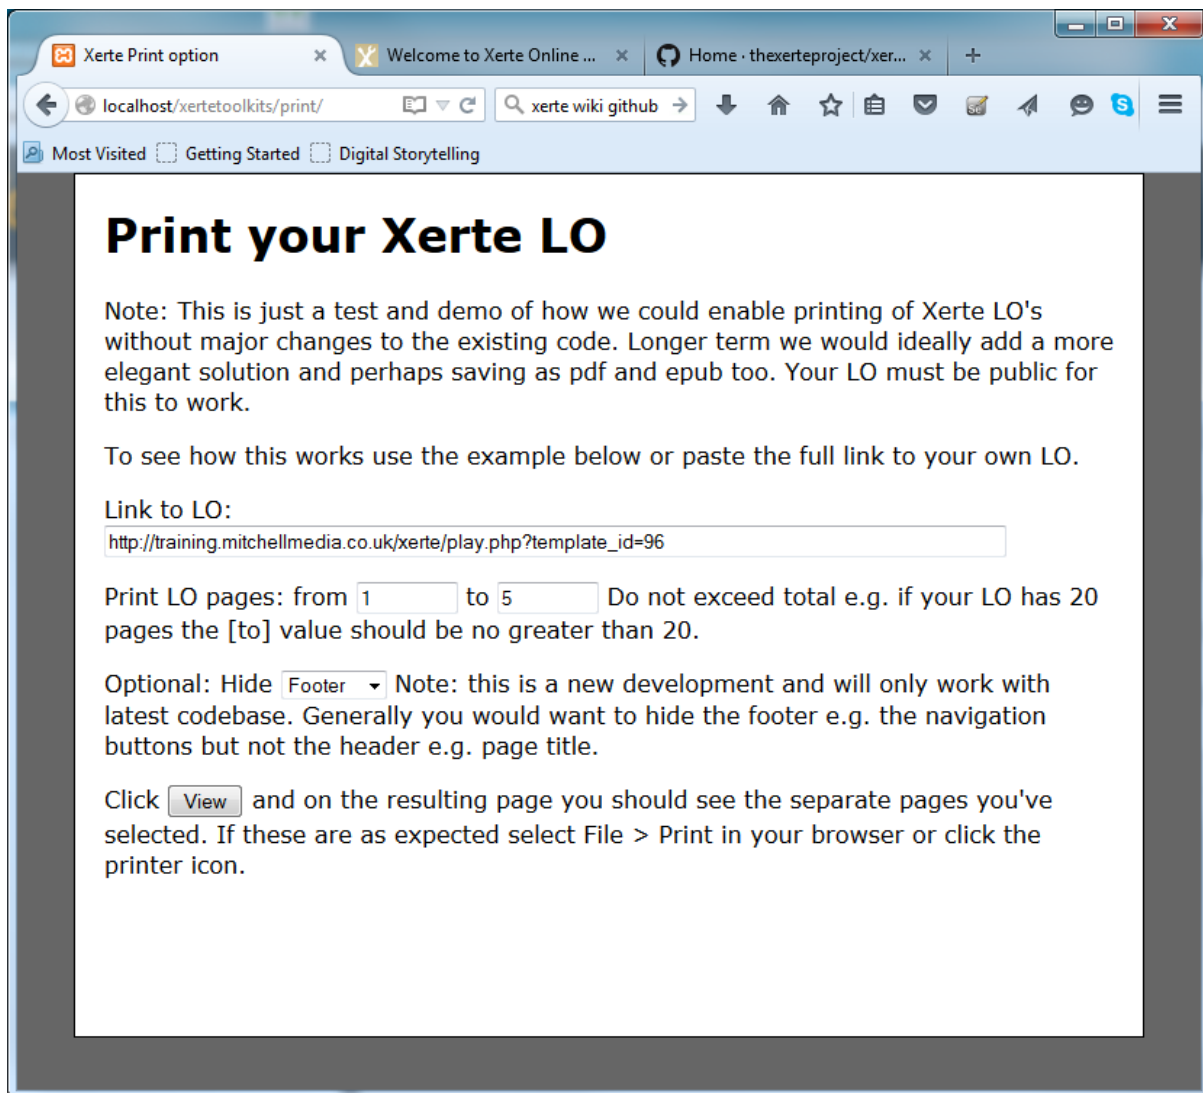 Xerte Print option
Welcome to Xerte Online ...
Home · thexerteproject/xer...
localhost/xertetoolkits/print/
xerte wiki github
Most Visited
Getting Started
Digital Storytelling
Print your Xerte LO
Note: This is just a test and demo of how we could enable printing of Xerte LO's
without major changes to the existing code. Longer term we would ideally add a more
elegant solution and perhaps saving as pdf and epub too. Your LO must be public for
this to work.
To see how this works use the example below or paste the full link to your own LO.
Link to LO:
http://training.mitchellmedia.co.uk/xerte/play.php?template_id=96
Print LO pages: from 1 to 5 Do not exceed total e.g. if your LO has 20
pages the [to] value should be no greater than 20.
Optional: Hide Footer Note: this is a new development and will only work with
latest codebase. Generally you would want to hide the footer e.g. the navigation
buttons but not the header e.g. page title.
Click View and on the resulting page you should see the separate pages you've
selected. If these are as expected select File > Print in your browser or click the
printer icon.